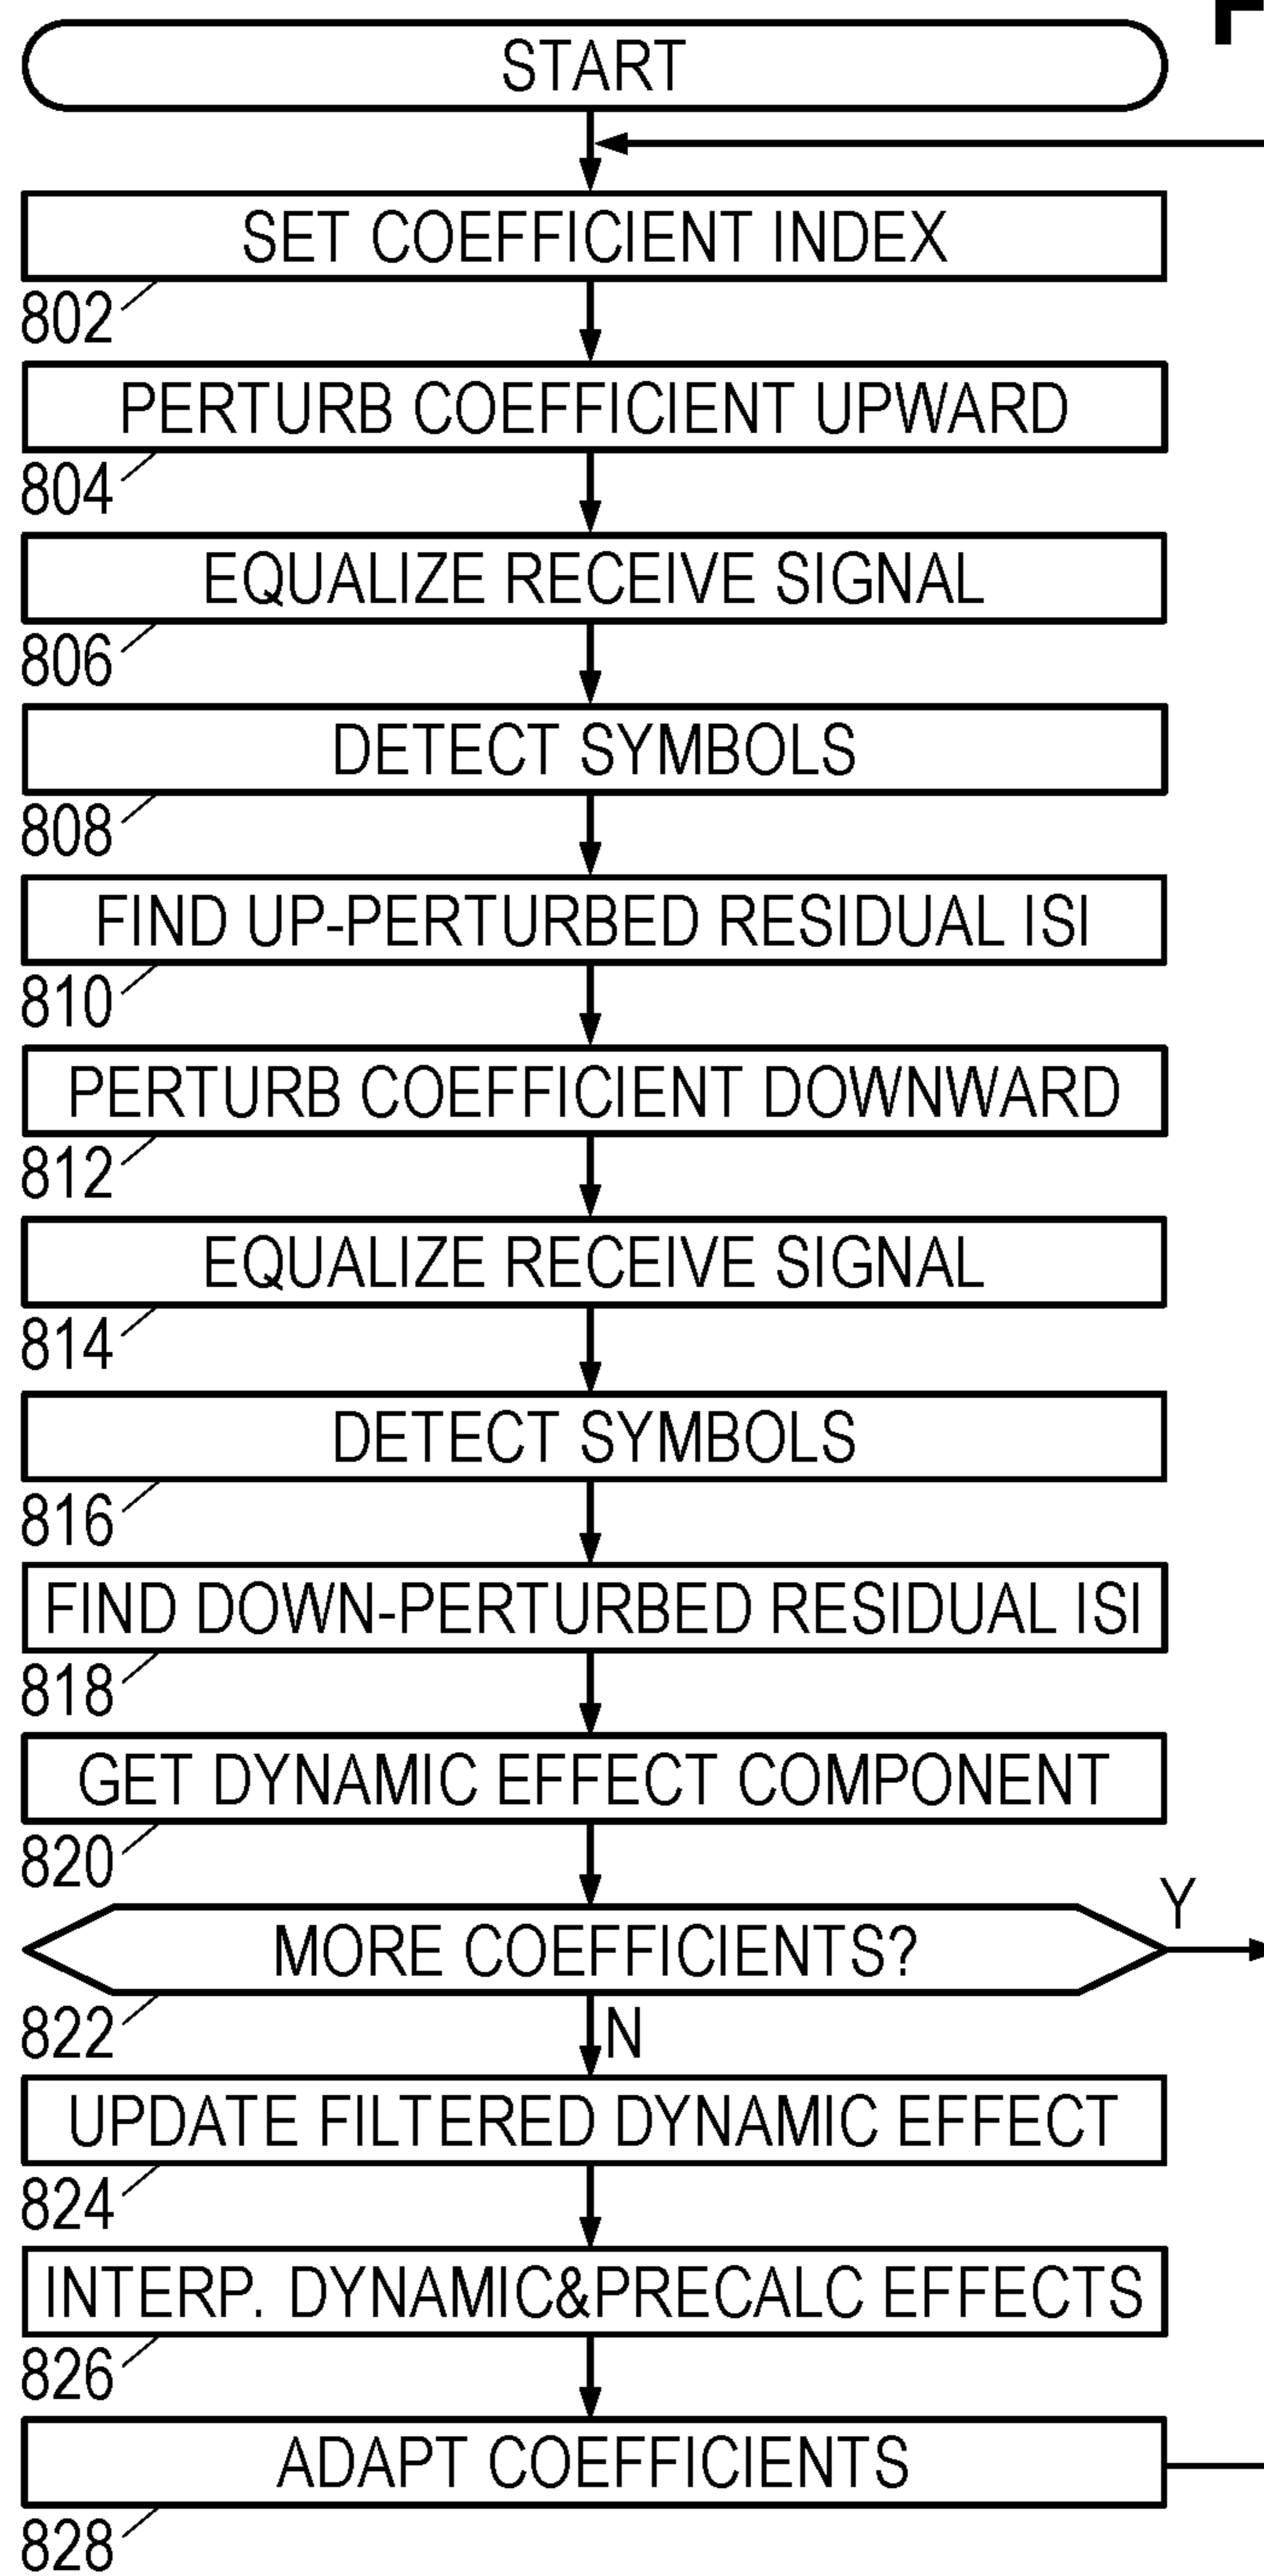 START
SET COEFFICIENT INDEX
802
PERTURB COEFFICIENT UPWARD
804
EQUALIZE RECEIVE SIGNAL
806
DETECT SYMBOLS
808
FIND UP-PERTURBED RESIDUAL ISI
810
PERTURB COEFFICIENT DOWNWARD
812
EQUALIZE RECEIVE SIGNAL
814
DETECT SYMBOLS
816
FIND DOWN-PERTURBED RESIDUAL ISI
818
GET DYNAMIC EFFECT COMPONENT
820
Y
MORE COEFFICIENTS?
822
N
UPDATE FILTERED DYNAMIC EFFECT
824
INTERP. DYNAMIC&PRECALC EFFECTS
826
ADAPT COEFFICIENTS
828